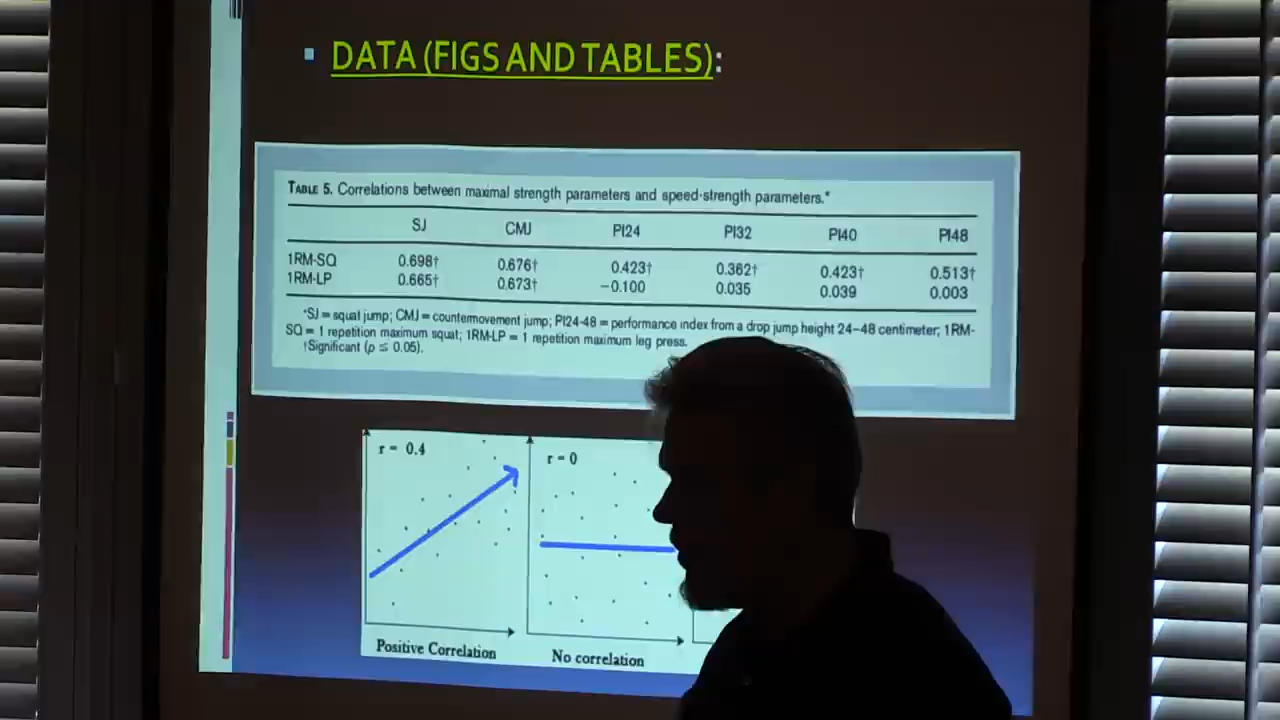 DATA (FIGS AND TABLES):
TABLE 5. Correlations between maximal strength parameters and speed-strength parameters.*
SJ CMJ PI24 PI32 PI40 PI48
1RM-SQ 0.698† 0.676† 0.423† 0.362† 0.423† 0.513†
1RM-LP 0.665† 0.673† −0.100 0.035 0.039 0.003
*SJ = squat jump; CMJ = countermovement jump; PI24-48 = performance index from a drop jump height 24–48 centimeter; 1RM-
SQ = 1 repetition maximum squat; 1RM-LP = 1 repetition maximum leg press.
†Significant (p ≤ 0.05).
r = 0.4
r = 0
Positive Correlation
No correlation